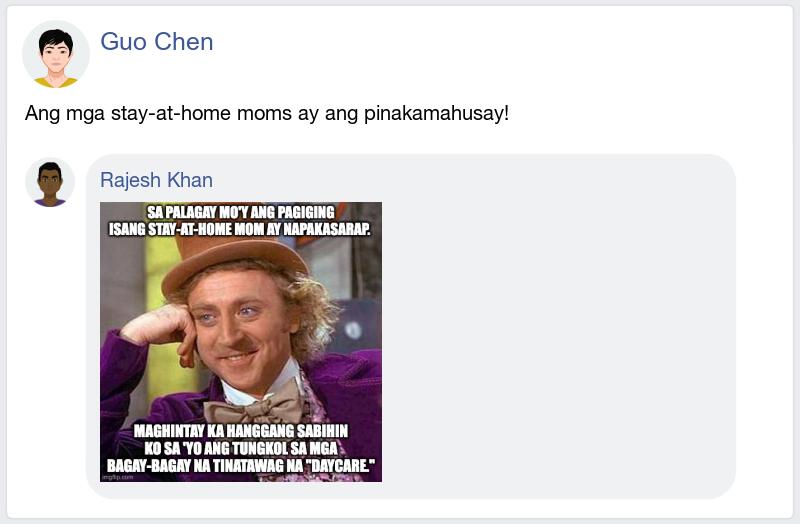 Guo Chen
Ang mga stay-at-home moms ay ang pinakamahusay!
Rajesh Khan
SA PALAGAY MO'Y ANG PAGIGING
ISANG STAY-AT-HOME MOM AY NAPAKASARAP.
MAGHINTAY KA HANGGANG SABIHIN
KO SA 'YO ANG TUNGKOL SA MGA
BAGAY-BAGAY NA TINATAWAG NA "DAYCARE."
imgflip.com